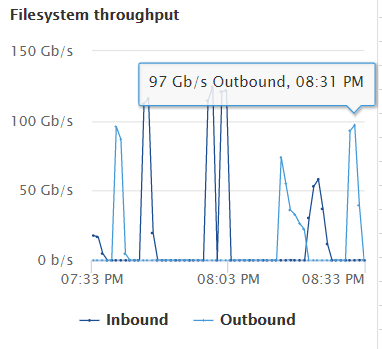 Filesystem throughput
150 Gb/s
97 Gb/s Outbound, 08:31 PM
100 Gb/s
50 Gb/s
0 b/s
07:33 PM 08:03 PM 08:33 PM
Inbound Outbound